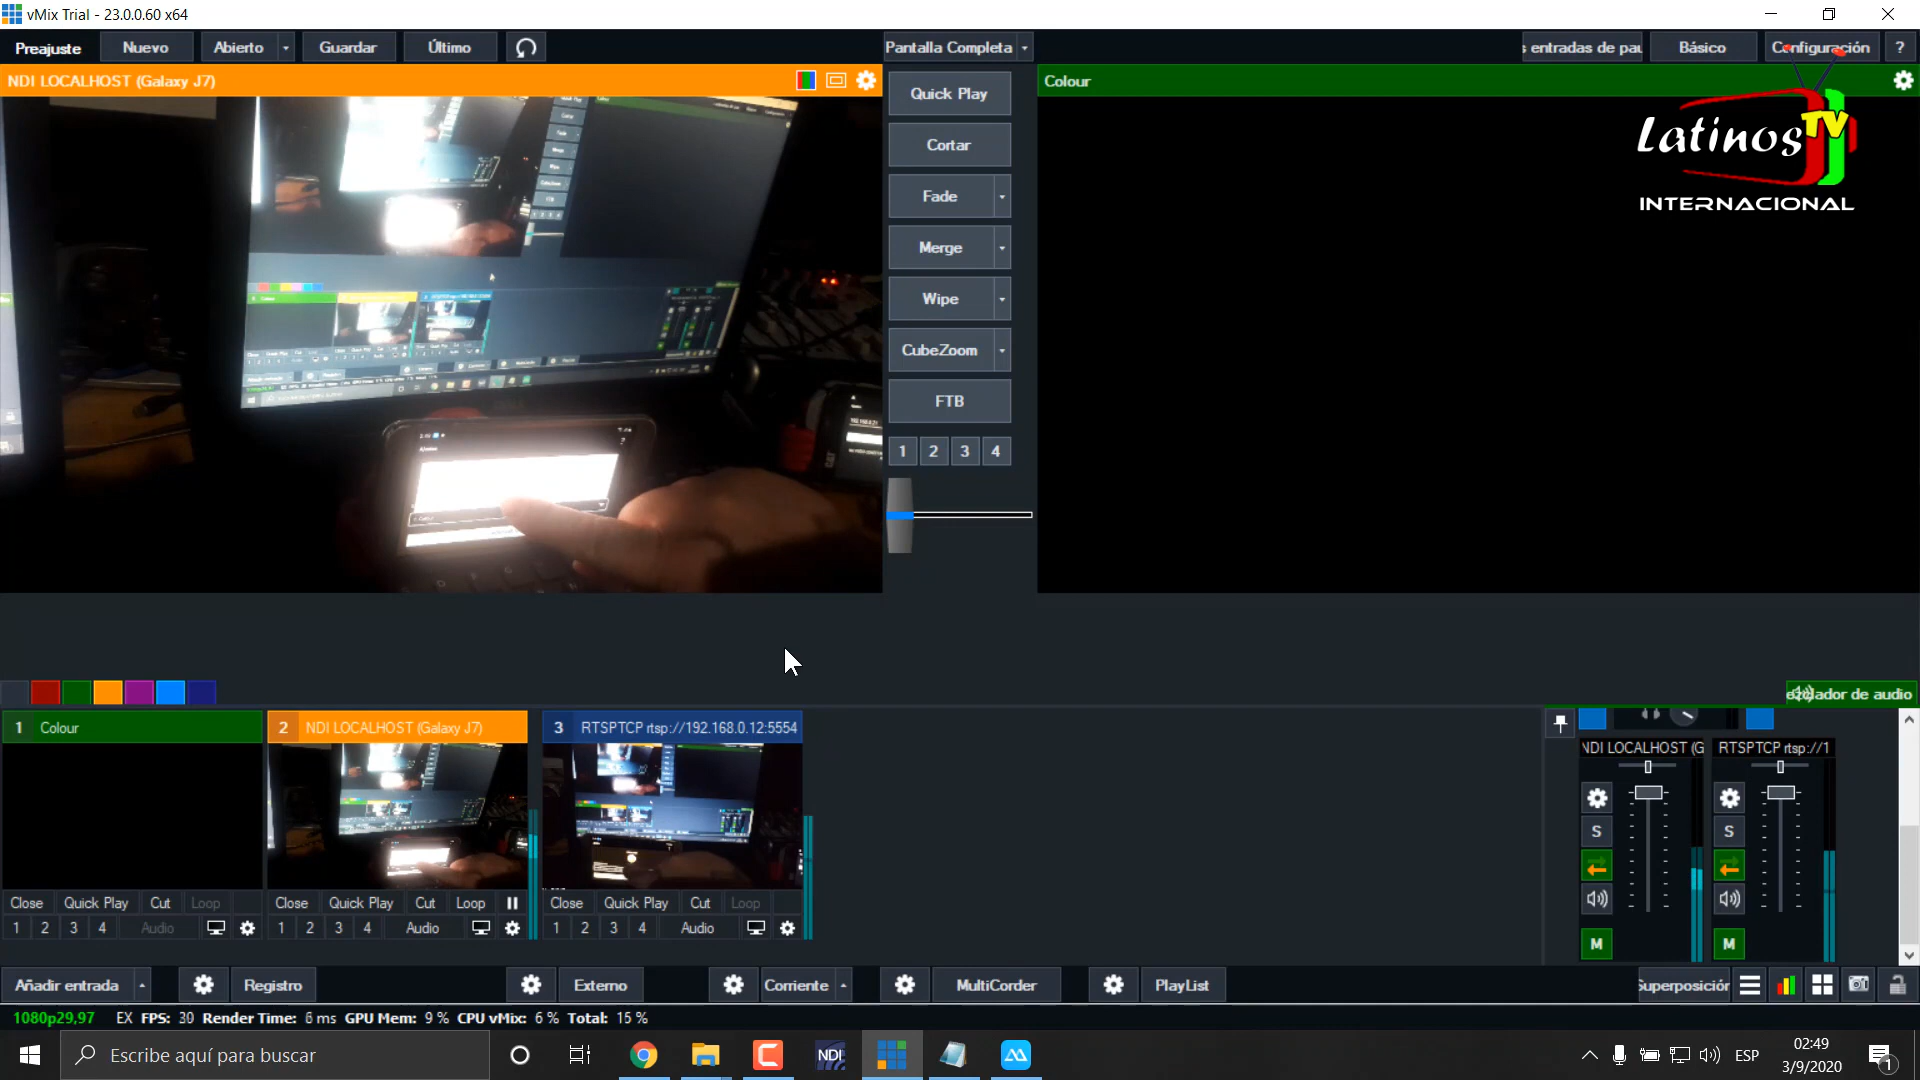 vMix Trial - 23.0.0.60 x64
Preajuste
Nuevo
Abierto
Guardar
Último
Pantalla Completa
entradas de pau
Básico
Configuración
?
NDI LOCALHOST (Galaxy J7)
Colour
Latinos TV
INTERNACIONAL
Quick Play
Cortar
Fade
Merge
Wipe
CubeZoom
FTB
1 2 3 4
ezclador de audio
1 Colour
2 NDI LOCALHOST (Galaxy J7)
3 RTSPTCP rtsp://192.168.0.12:5554
NDI LOCALHOST (G
RTSPTCP rtsp://1
S
S
M
M
Close Quick Play Cut Loop
1 2 3 4 Audio
Close Quick Play Cut Loop
1 2 3 4 Audio
Close Quick Play Cut Loop
1 2 3 4 Audio
Añadir entrada
Registro
Externo
Corriente
MultiCorder
PlayList
Superposición
1080p29,97 EX FPS: 30 Render Time: 6 ms GPU Mem: 9 % CPU vMix: 6 % Total: 15 %
Escribe aquí para buscar
NDI
ESP
02:49
3/9/2020
1